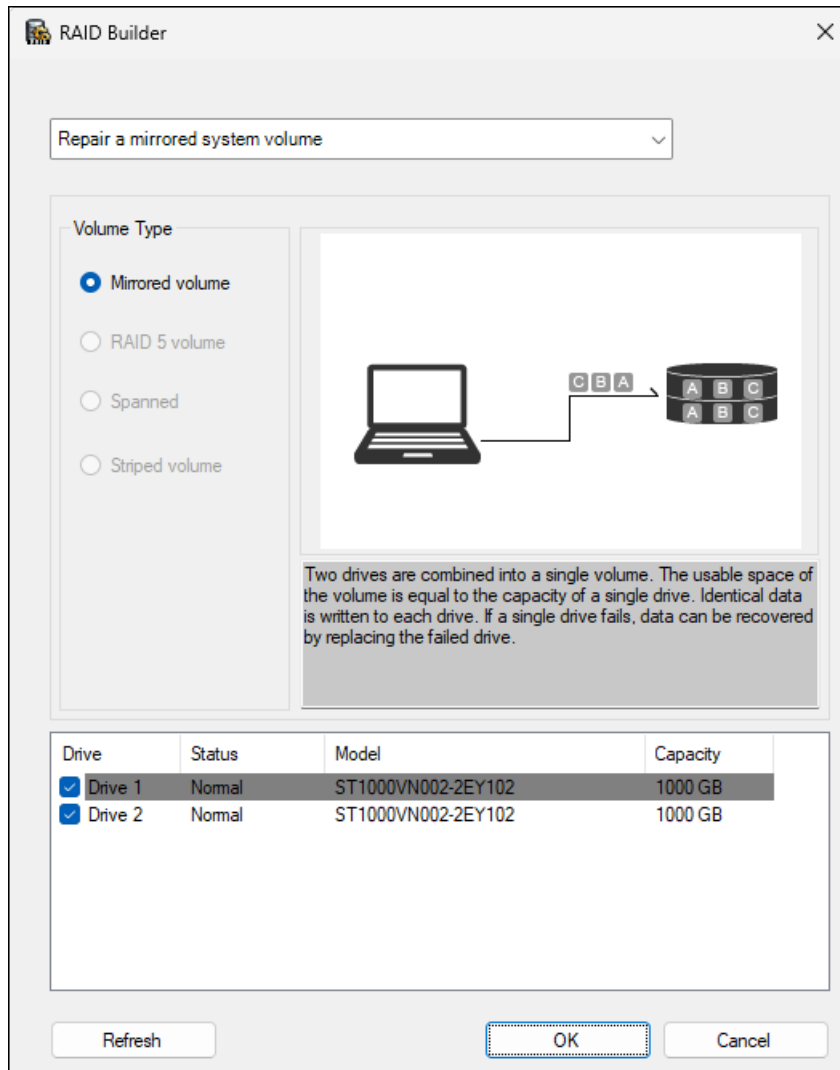 RAID Builder
Repair a mirrored system volume
Volume Type
Mirrored volume
RAID 5 volume
Spanned
Striped volume
C B A
A B C
A B C
Two drives are combined into a single volume. The usable space of
the volume is equal to the capacity of a single drive. Identical data
is written to each drive. If a single drive fails, data can be recovered
by replacing the failed drive.
Drive Status Model Capacity
Drive 1 Normal ST1000VN002-2EY102 1000 GB
Drive 2 Normal ST1000VN002-2EY102 1000 GB
Refresh OK Cancel